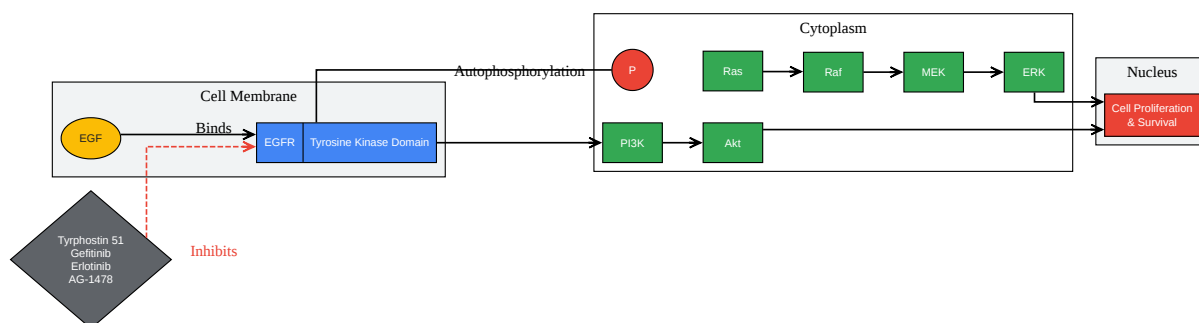 Cytoplasm
Autophosphorylation
P
Ras
Raf
MEK
ERK
Nucleus
Cell Membrane
Cell Proliferation
& Survival
EGF
Binds
EGFR
Tyrosine Kinase Domain
PI3K
Akt
Tyrphostin 51
Gefitinib
Erlotinib
AG-1478
Inhibits